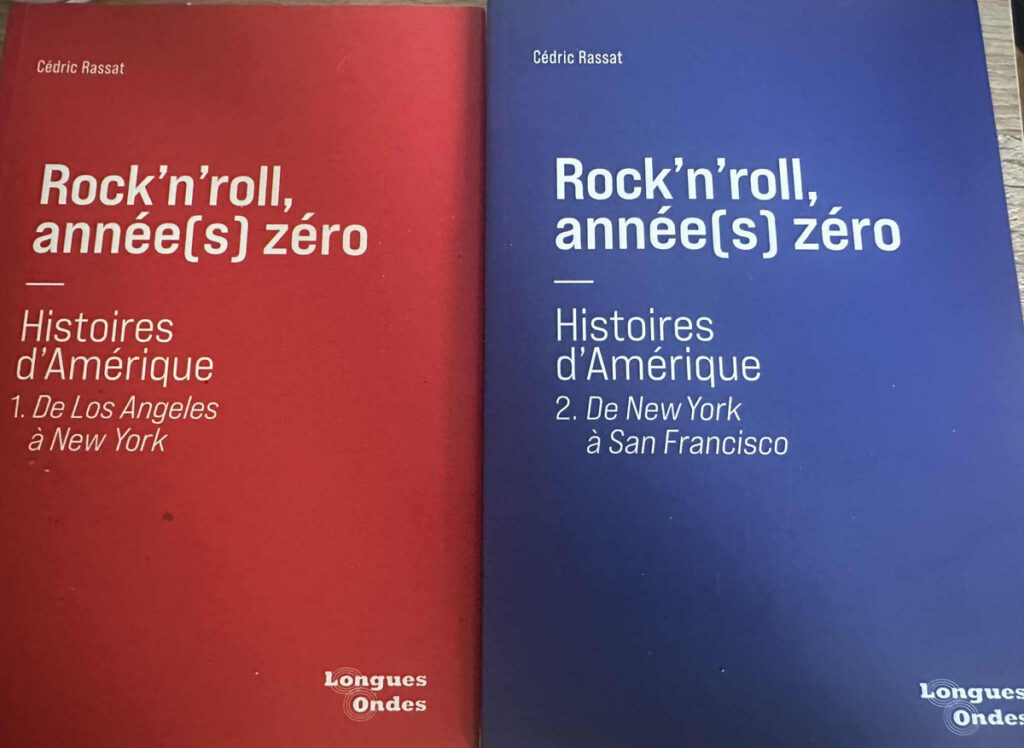 Cédric Rassat
Rock’n’roll,
année(s) zéro
Histoires
d’Amérique
1. De Los Angeles
à New York
Longues
Ondes
Cédric Rassat
Rock’n’roll,
année(s) zéro
Histoires
d’Amérique
2. De New York
à San Francisco
Longues
Ondes